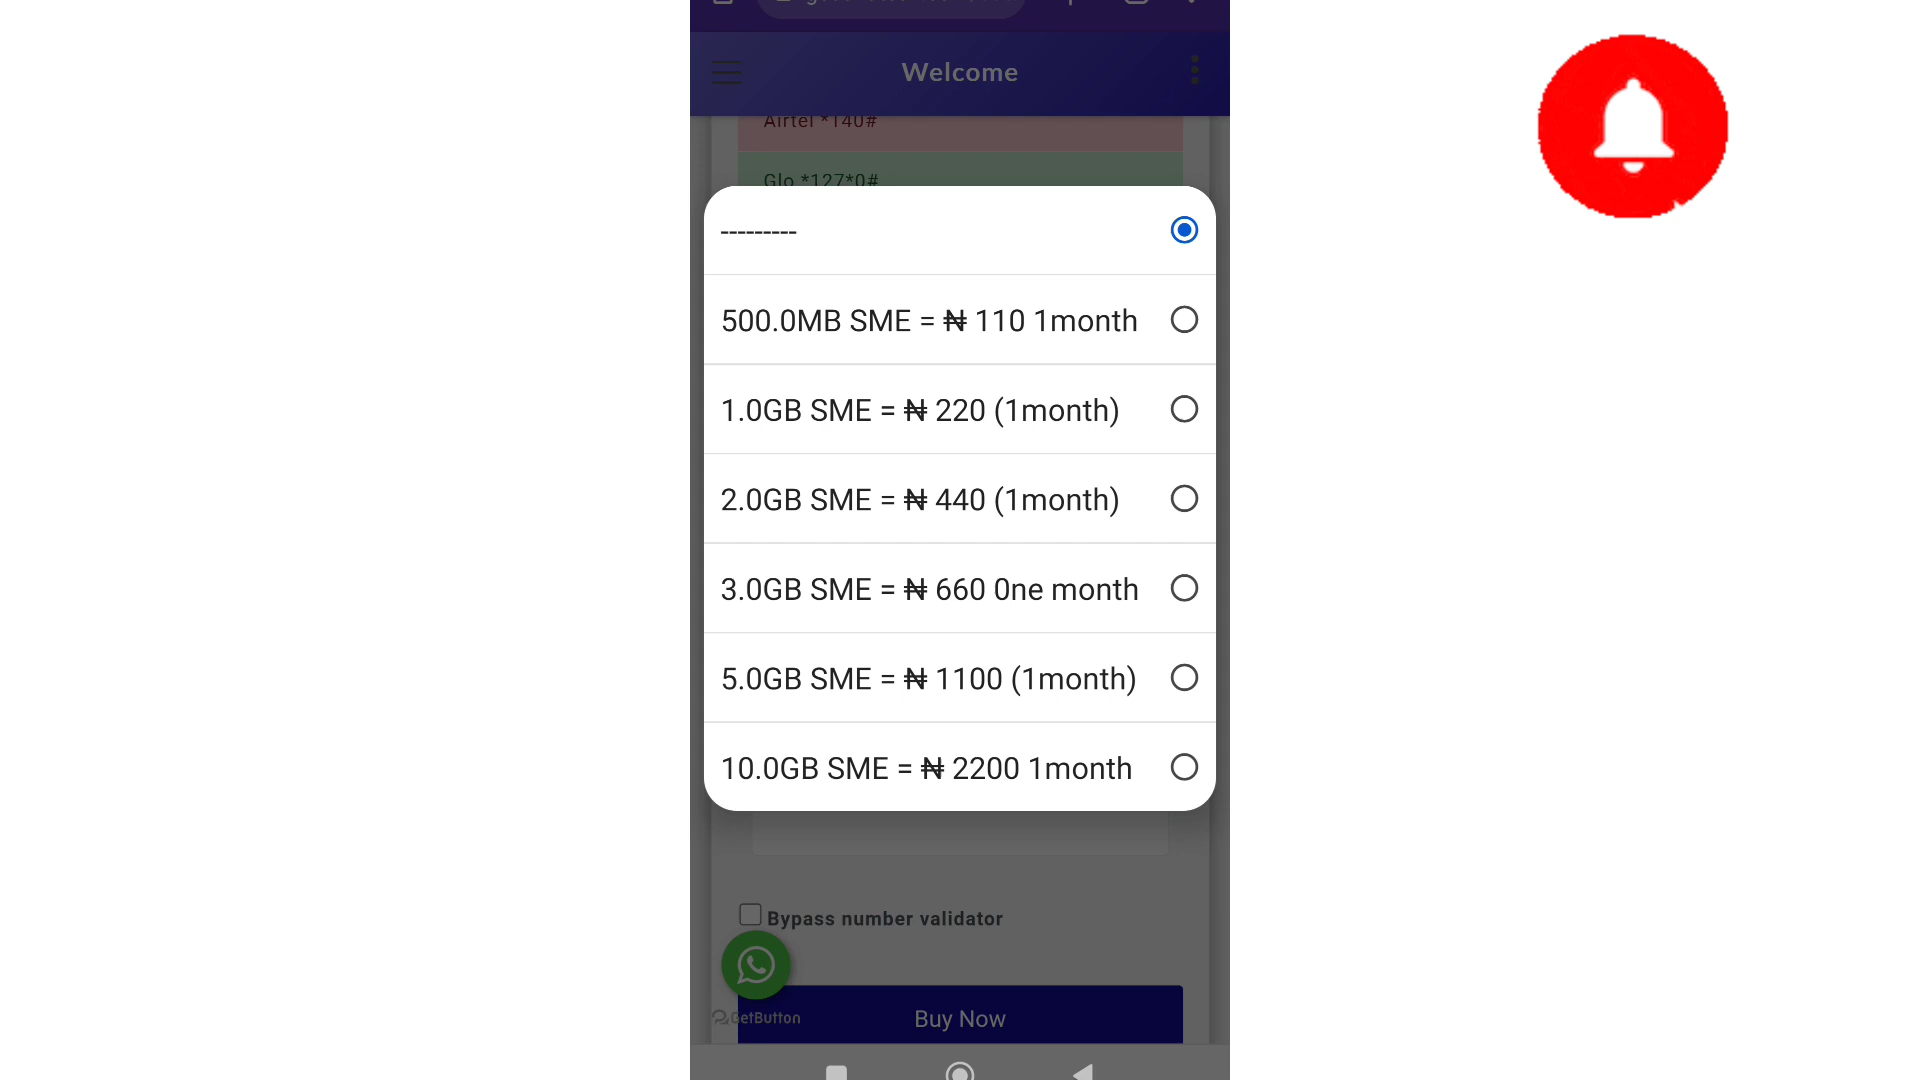 Welcome
Airtel *140#
Glo *127*0#
---------
500.0MB SME = ₦ 110 1month
1.0GB SME = ₦ 220 (1month)
2.0GB SME = ₦ 440 (1month)
3.0GB SME = ₦ 660 0ne month
5.0GB SME = ₦ 1100 (1month)
10.0GB SME = ₦ 2200 1month
Bypass number validator
GetButton
Buy Now